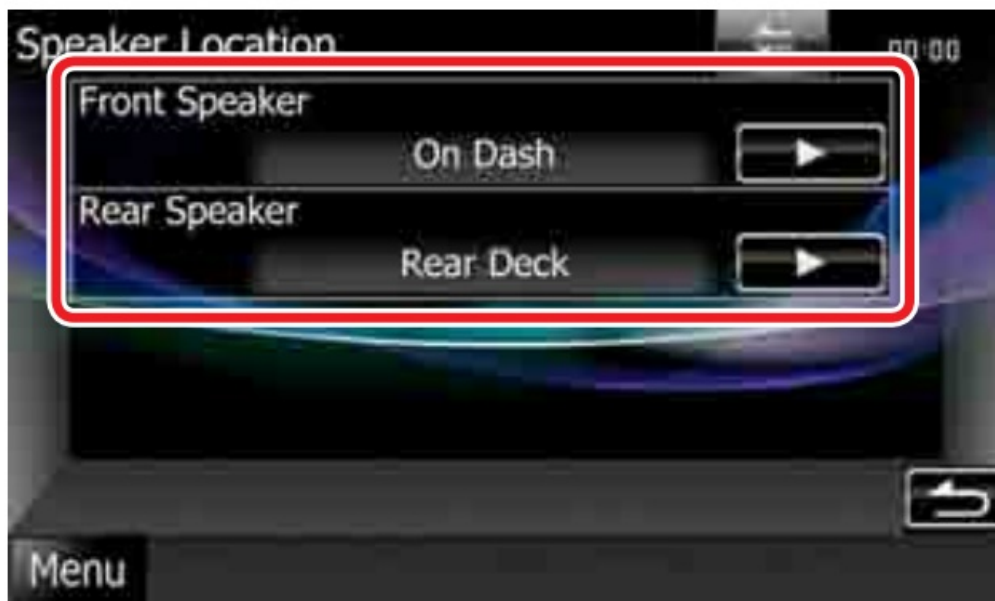 Speaker Location
00:00
Front Speaker
On Dash
Rear Speaker
Rear Deck
Menu